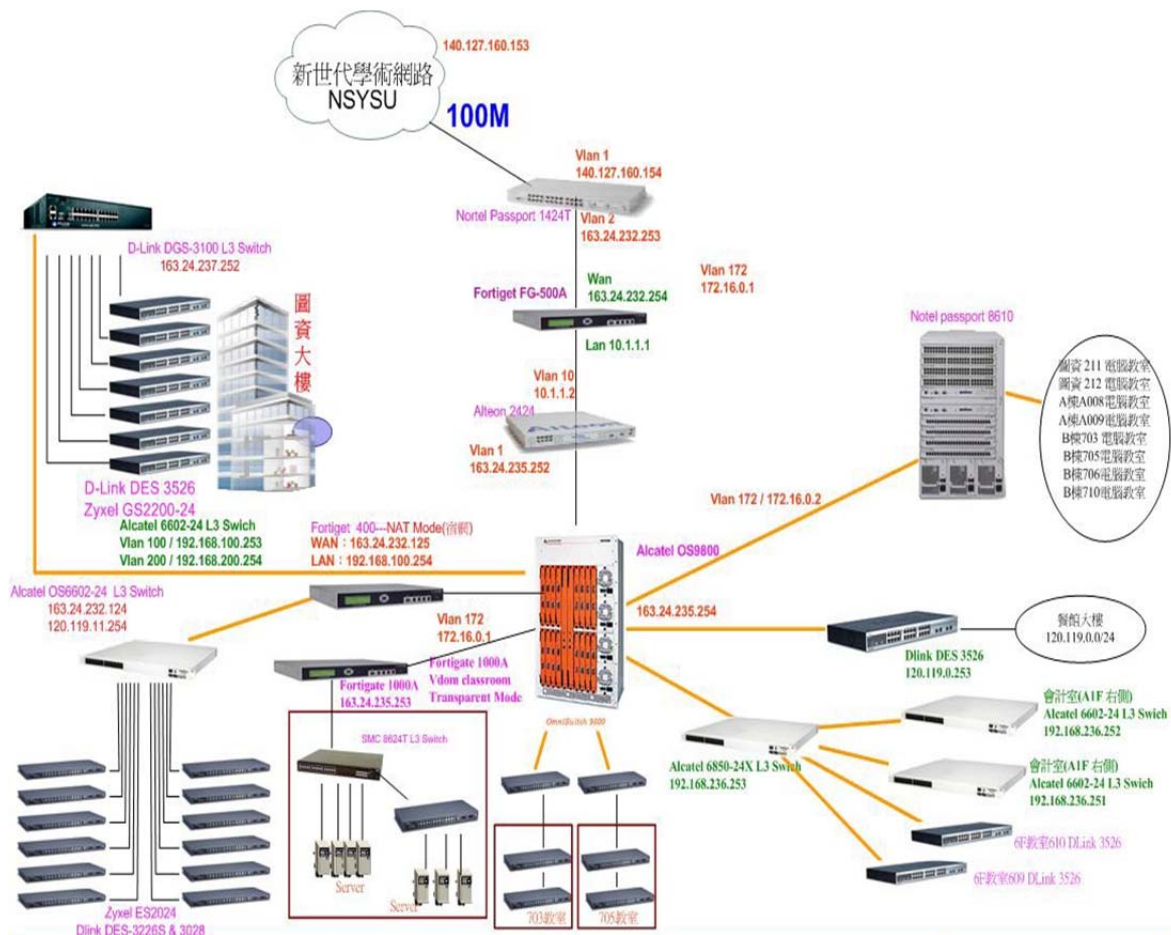 140.127.160.153
新世代學術網路
NSYSU
100M
Vlan 1
140.127.160.154
Nortel Passport 1424T
Vlan 2
163.24.232.253
D-Link DGS-3100 L3 Switch
163.24.237.252
圖資大樓
D-Link DES 3526
Zyxel GS2200-24
Wan
163.24.232.254
Fortiget FG-500A
Lan 10.1.1.1
Vlan 172
172.16.0.1
Vlan 10
10.1.1.2
Alteon 2424
Alteon
Vlan 1
163.24.235.252
Notel passport 8610
圖資 211 電腦教室
圖資 212 電腦教室
A棟A008電腦教室
A棟A009電腦教室
B棟703 電腦教室
B棟705電腦教室
B棟706電腦教室
B棟710電腦教室
Vlan 172 / 172.16.0.2
Alcatel 6602-24 L3 Swich
Vlan 100 / 192.168.100.253
Vlan 200 / 192.168.200.254
Fortiget 400---NAT Mode(宿網)
WAN：163.24.232.125
LAN：192.168.100.254
Alcatel OS9800
163.24.235.254
Alcatel OS6602-24 L3 Switch
163.24.232.124
120.119.11.254
Vlan 172
172.16.0.1
Fortigate 1000A
Vdom classroom
Transparent Mode
Fortigate 1000A
163.24.235.253
OmniSwitch 9000
Dlink DES 3526
120.119.0.253
餐館大樓
120.119.0.0/24
SMC 8624T L3 Switch
Server
Server
703教室
705教室
Alcatel 6850-24X L3 Swich
192.168.236.253
會計室(A1F 右側)
Alcatel 6602-24 L3 Swich
192.168.236.252
會計室(A1F 右側)
Alcatel 6602-24 L3 Swich
192.168.236.251
6F教室610 DLink 3526
6F教室609 DLink 3526
Zyxel ES2024
Dlink DES-3226S & 3028